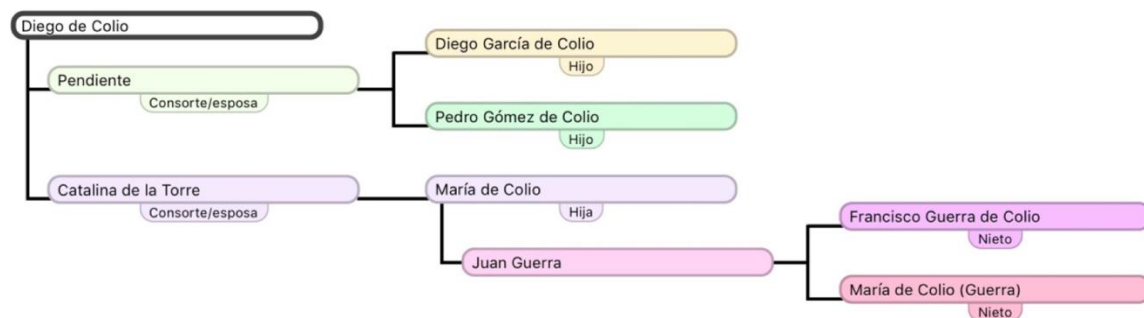 Diego de Colio
Pendiente
Consorte/esposa
Diego García de Colio
Hijo
Pedro Gómez de Colio
Hijo
Catalina de la Torre
Consorte/esposa
María de Colio
Hija
Juan Guerra
Francisco Guerra de Colio
Nieto
María de Colio (Guerra)
Nieto